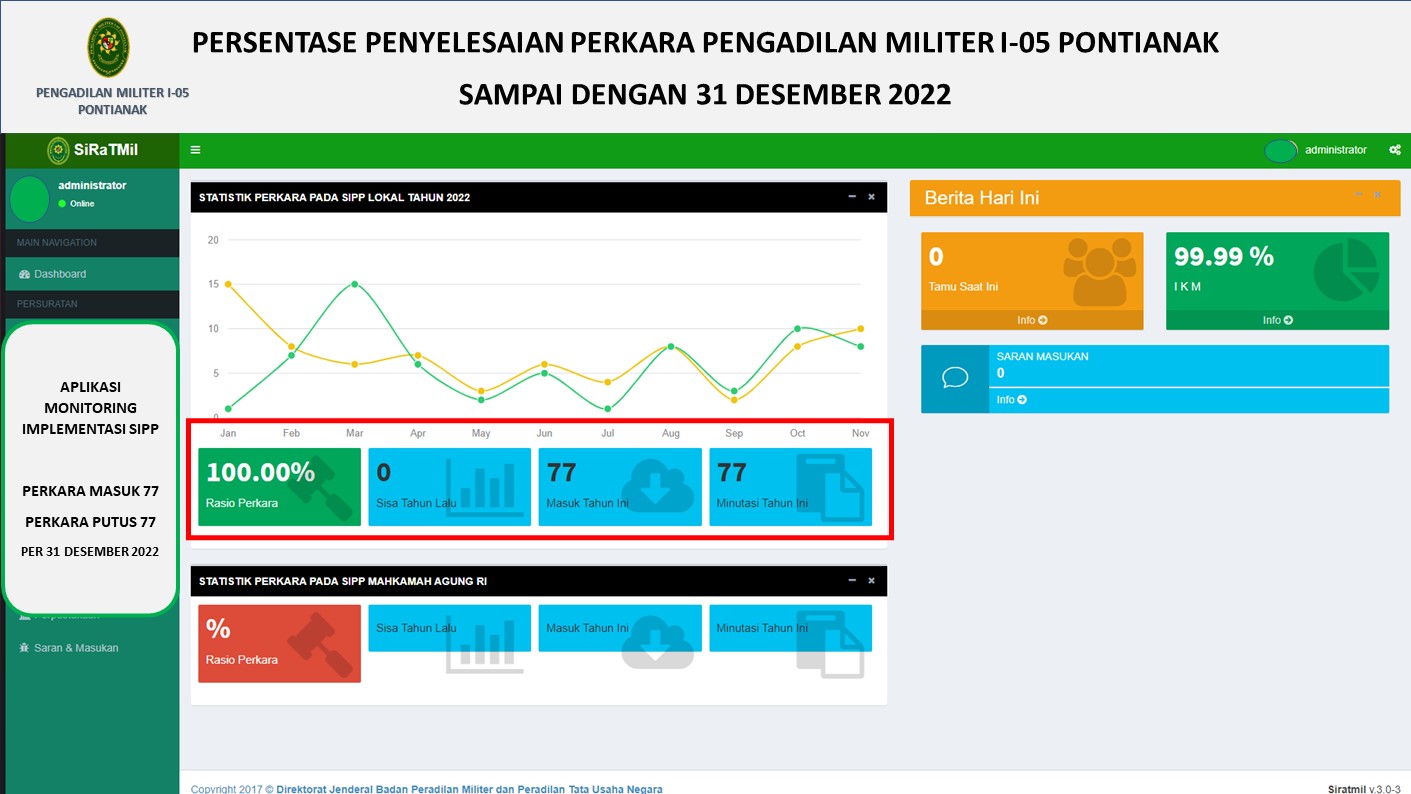 PERSENTASE PENYELESAIAN PERKARA PENGADILAN MILITER I-05 PONTIANAK
SAMPAI DENGAN 31 DESEMBER 2022
PENGADILAN MILITER I-05
PONTIANAK
SiRaTMil
administrator
administrator
Online
MAIN NAVIGATION
Dashboard
PERSURATAN
APLIKASI
MONITORING
IMPLEMENTASI SIPP
PERKARA MASUK 77
PERKARA PUTUS 77
PER 31 DESEMBER 2022
Saran & Masukan
STATISTIK PERKARA PADA SIPP LOKAL TAHUN 2022
20
15
10
5
0
Jan Feb Mar Apr May Jun Jul Aug Sep Oct Nov
100.00%
Rasio Perkara
0
Sisa Tahun Lalu
77
Masuk Tahun Ini
77
Minutasi Tahun Ini
STATISTIK PERKARA PADA SIPP MAHKAMAH AGUNG RI
%
Rasio Perkara
Sisa Tahun Lalu
Masuk Tahun Ini
Minutasi Tahun Ini
Berita Hari Ini
0
Tamu Saat Ini
Info
99.99 %
I K M
Info
SARAN MASUKAN
0
Info
Copyright 2017 © Direktorat Jenderal Badan Peradilan Militer dan Peradilan Tata Usaha Negara
Siratmil v.3.0-3